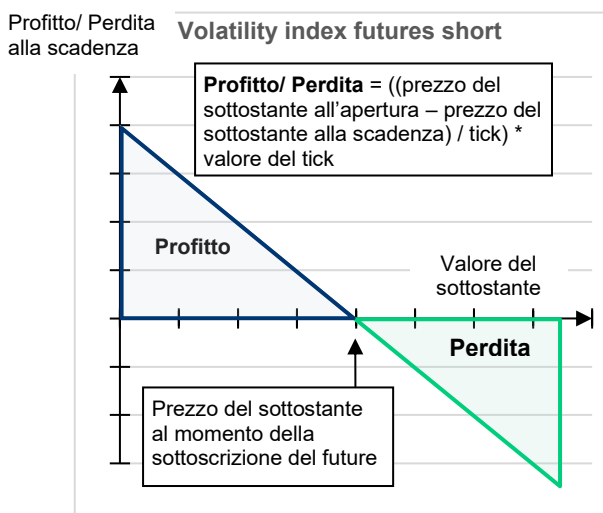 Profitto/ Perdita
alla scadenza
Volatility index futures short
Profitto/ Perdita = ((prezzo del
sottostante all’apertura – prezzo del
sottostante alla scadenza) / tick) *
valore del tick
Profitto
Valore del
sottostante
Perdita
Prezzo del sottostante
al momento della
sottoscrizione del future